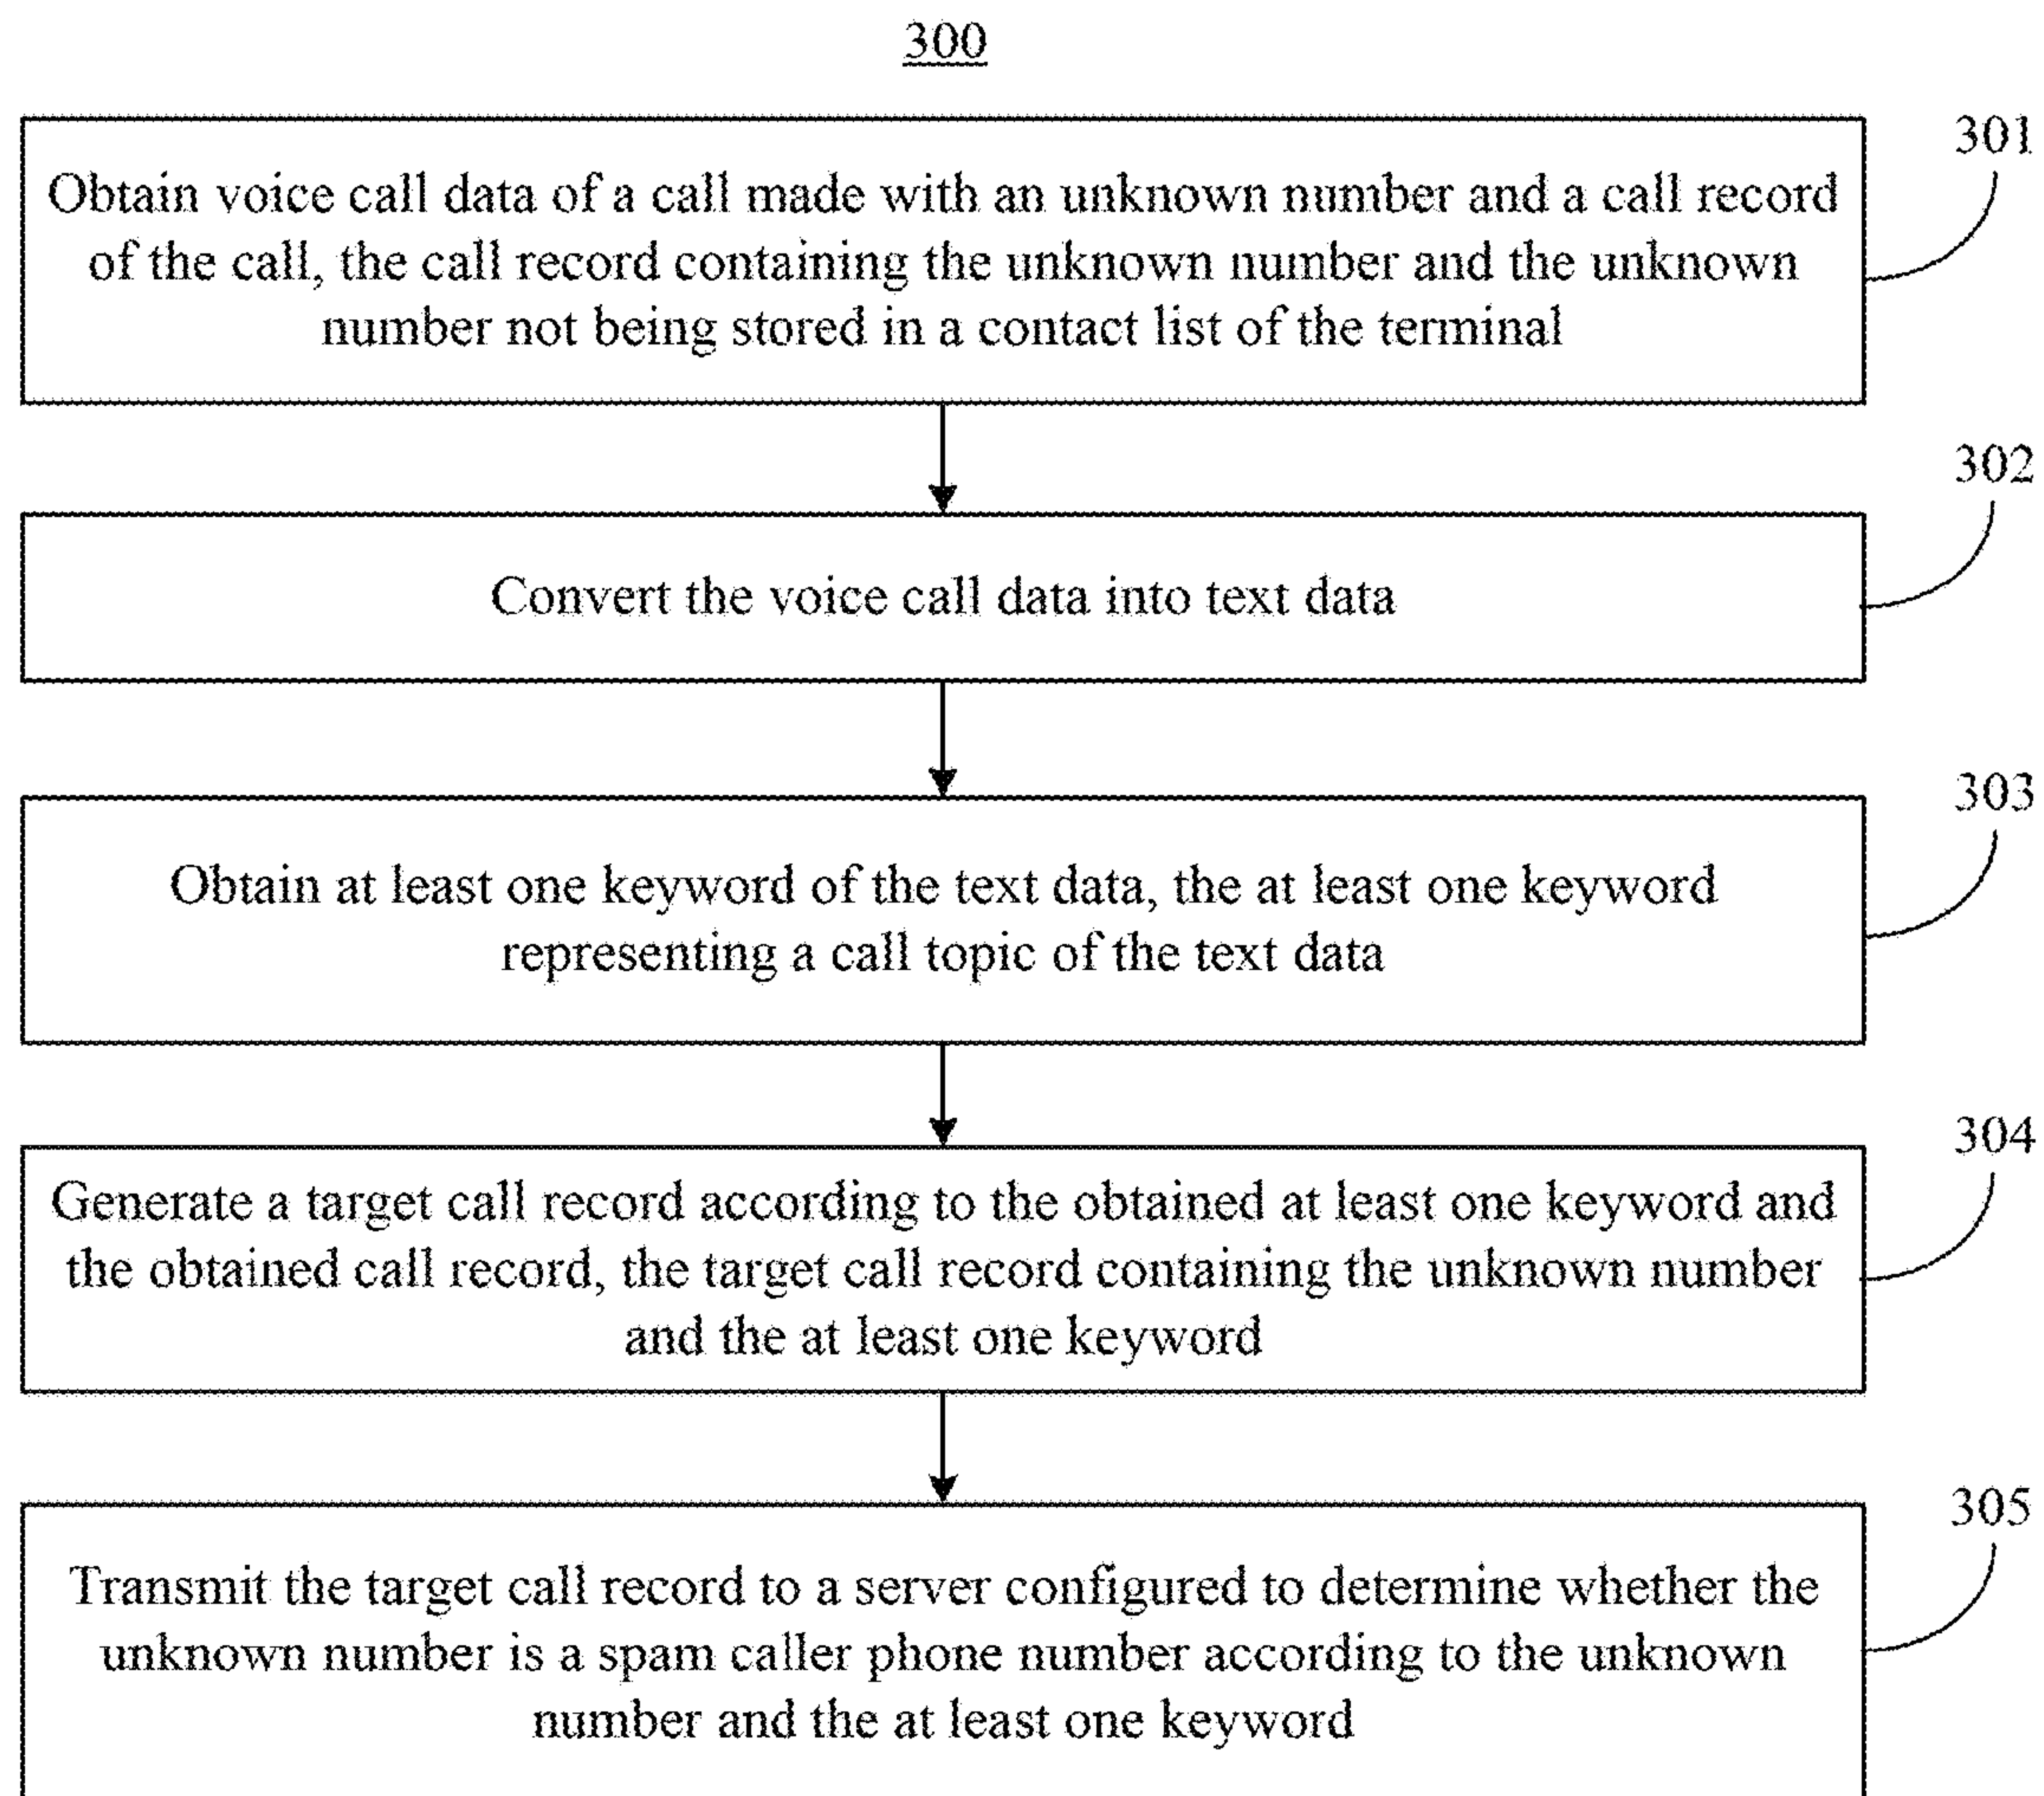 300
301
Obtain voice call data of a call made with an unknown number and a call record
of the call, the call record containing the unknown number and the unknown
number not being stored in a contact list of the terminal
302
Convert the voice call data into text data
303
Obtain at least one keyword of the text data, the at least one keyword
representing a call topic of the text data
304
Generate a target call record according to the obtained at least one keyword and
the obtained call record, the target call record containing the unknown number
and the at least one keyword
305
Transmit the target call record to a server configured to determine whether the
unknown number is a spam caller phone number according to the unknown
number and the at least one keyword